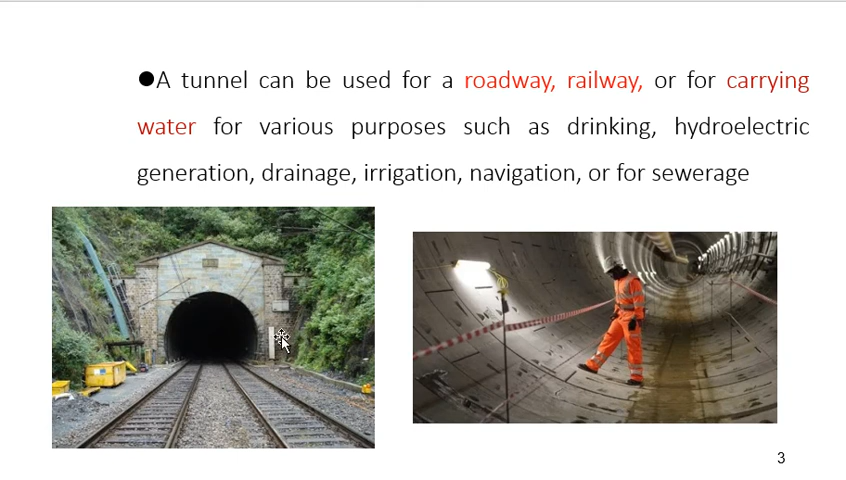 ●A tunnel can be used for a roadway, railway, or for carrying
water for various purposes such as drinking, hydroelectric
generation, drainage, irrigation, navigation, or for sewerage
3